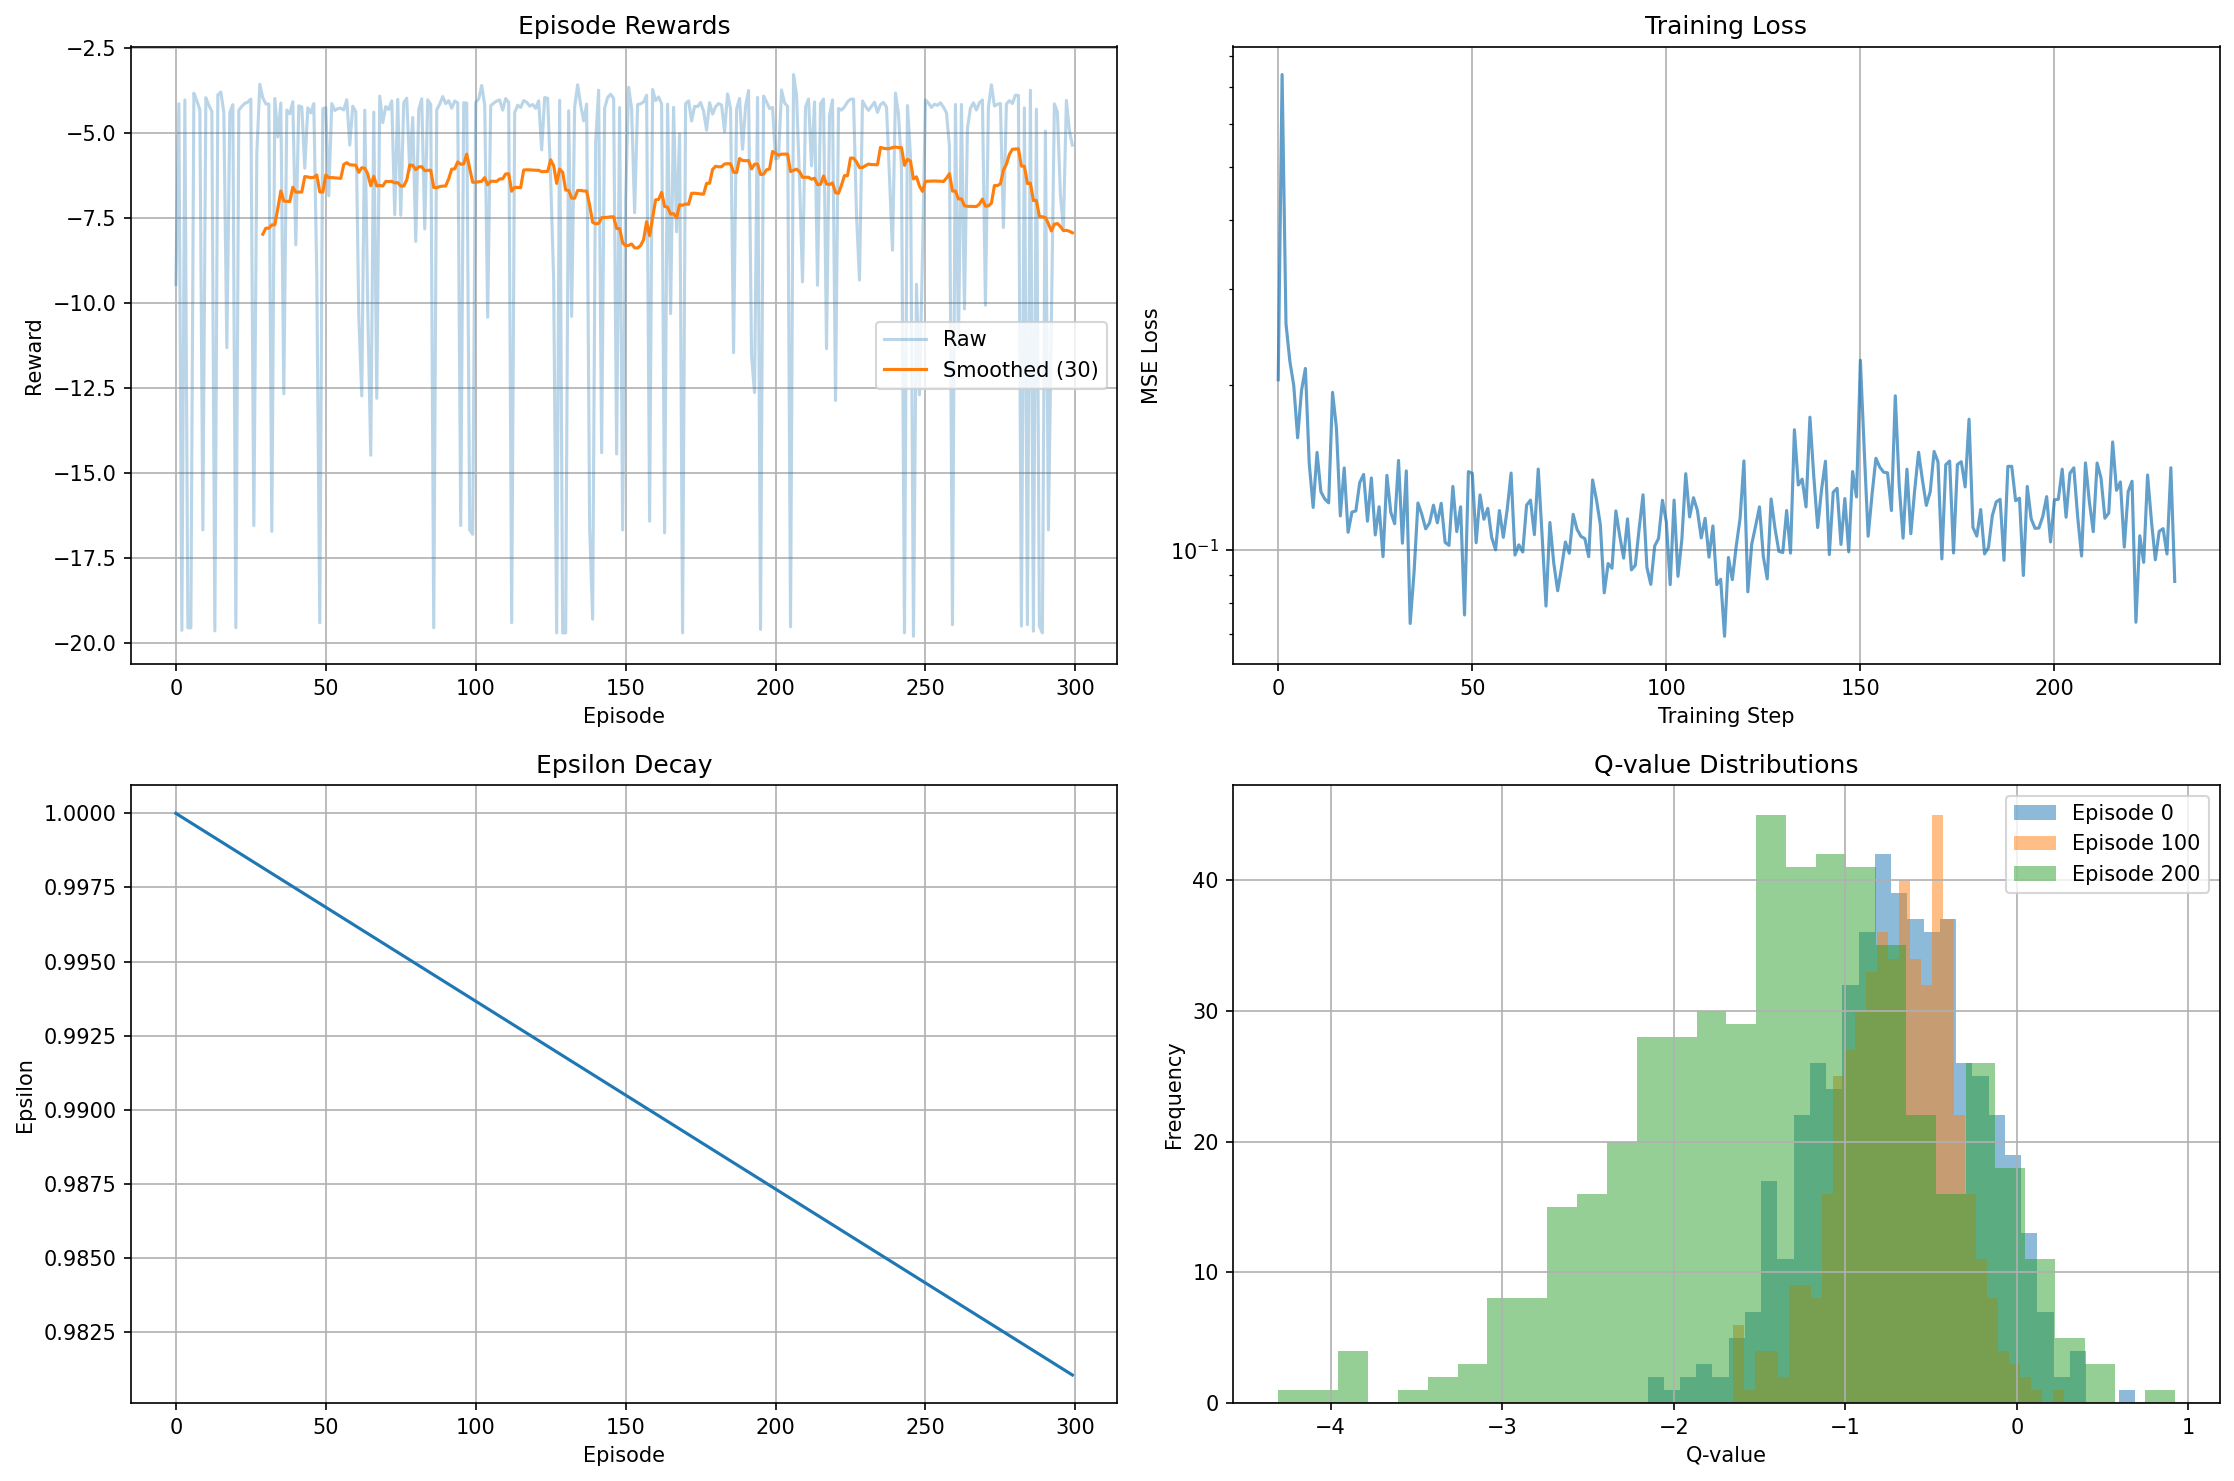 Episode Rewards
−2.5
−5.0
−7.5
−10.0
−12.5
−15.0
−17.5
−20.0
Reward
Raw
Smoothed (30)
0 50 100 150 200 250 300
Episode
Training Loss
10−1
MSE Loss
0 50 100 150 200
Training Step
Epsilon Decay
1.0000
0.9975
0.9950
0.9925
0.9900
0.9875
0.9850
0.9825
Epsilon
0 50 100 150 200 250 300
Episode
Q-value Distributions
Episode 0
Episode 100
Episode 200
40
30
20
10
0
Frequency
−4 −3 −2 −1 0 1
Q-value